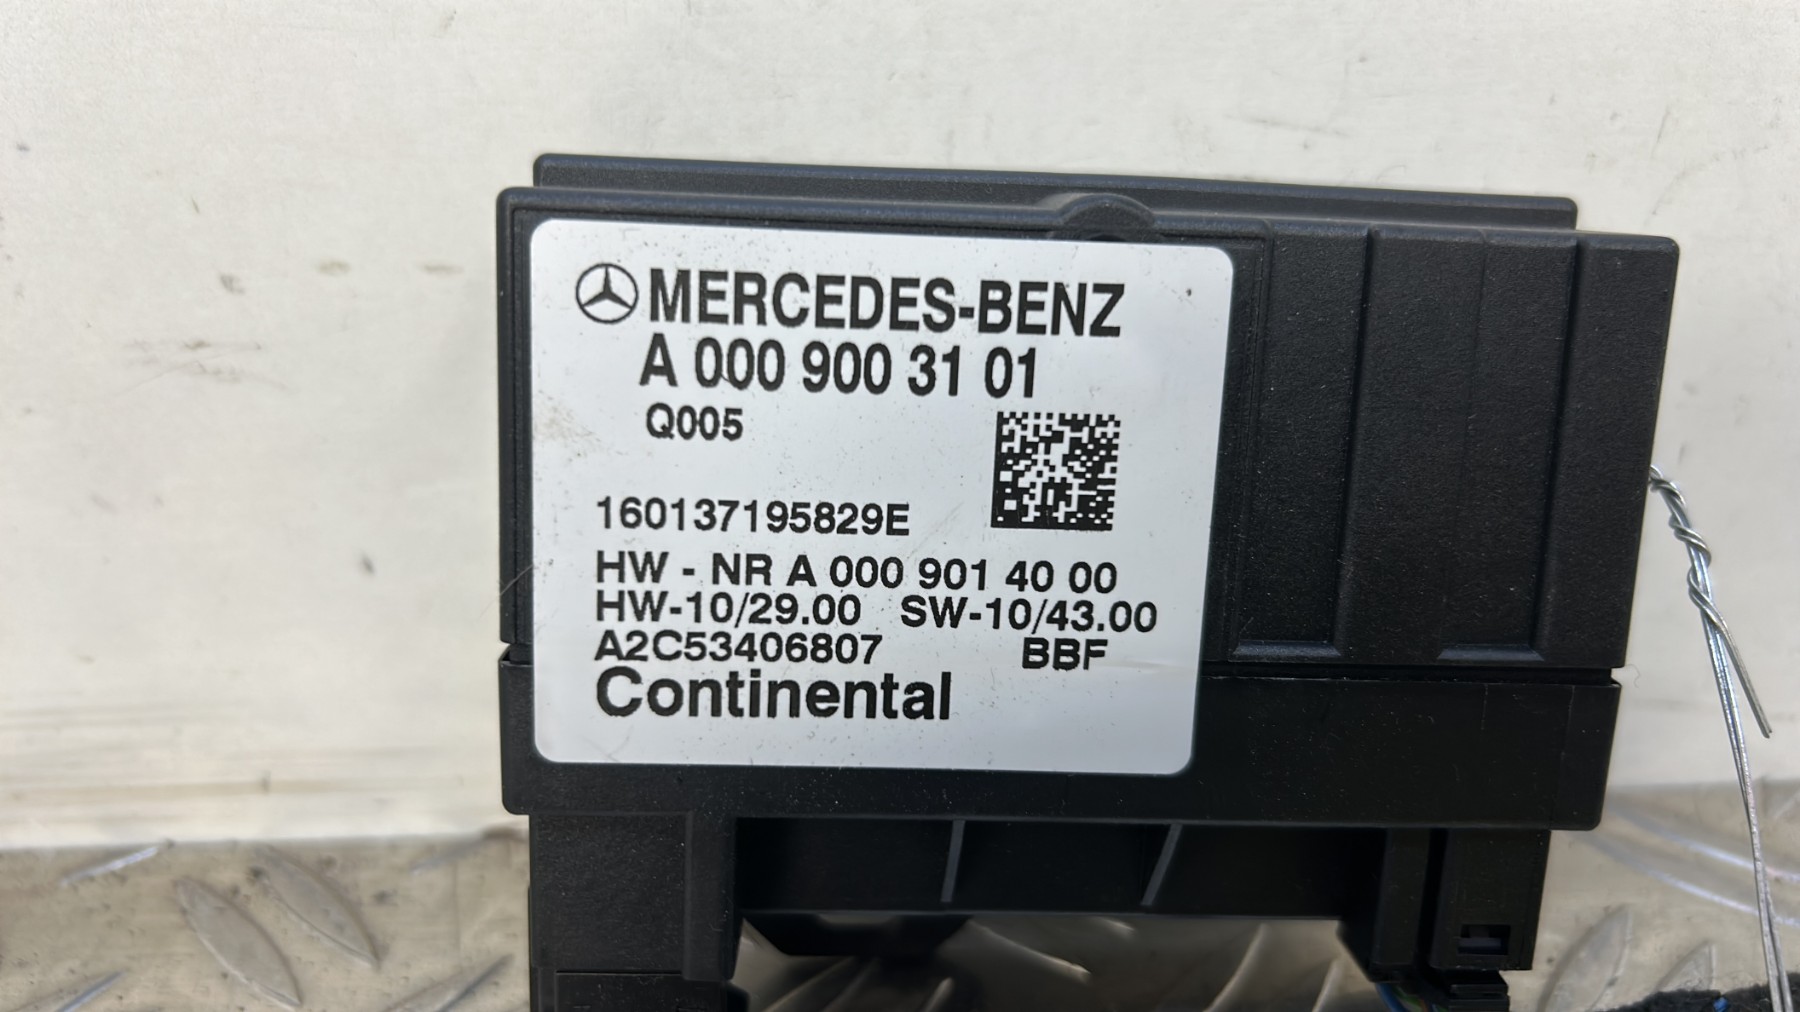 MERCEDES-BENZ
A 000 900 31 01
Q005
160137195829E
HW - NR A 000 901 40 00
HW-10/29.00 SW-10/43.00
A2C53406807 BBF
Continental